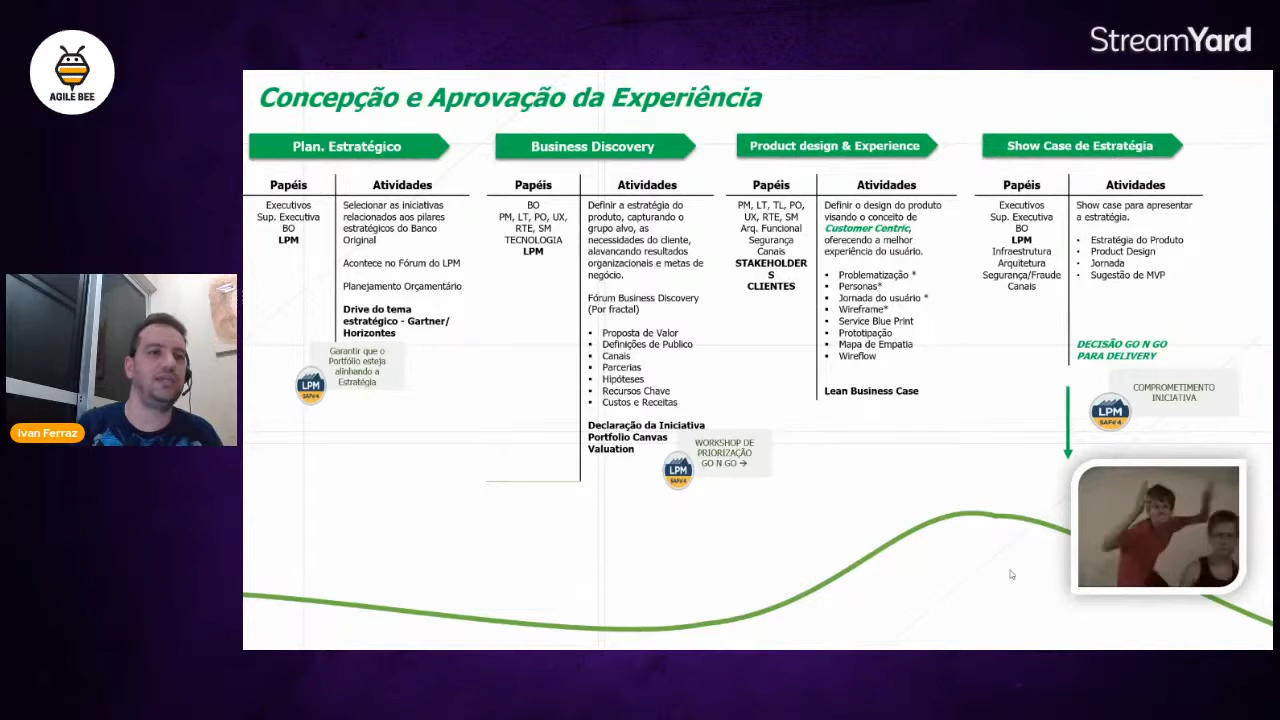 AGILE BEE
StreamYard
Concepção e Aprovação da Experiência
Plan. Estratégico
Papéis
Atividades
Executivos
Sup. Executiva
BO
LPM
Selecionar as iniciativas
relacionados aos pilares
estratégicos do Banco
Original
Acontece no Fórum do LPM
Planejamento Orçamentário
Drive do tema
estratégico - Gartner/
Horizontes
Garantir que o
Portfólio esteja
alinhando a
Estratégia
LPM
SAFe 4
Business Discovery
Papéis
Atividades
BO
PM, LT, PO, UX,
RTE, SM
TECNOLOGIA
LPM
Definir a estratégia do
produto, capturando o
grupo alvo, as
necessidades do cliente,
alavancando resultados
organizacionais e metas de
negócio.
Fórum Business Discovery
(Por fractal)
• Proposta de Valor
• Definições de Publico
• Canais
• Parcerias
• Hipóteses
• Recursos Chave
• Custos e Receitas
Declaração da Iniciativa
Portfolio Canvas
Valuation
WORKSHOP DE
PRIORIZAÇÃO
GO N GO →
LPM
SAFe 4
Product design & Experience
Papéis
Atividades
PM, LT, TL, PO,
UX, RTE, SM
Arq. Funcional
Segurança
Canais
STAKEHOLDER
S
CLIENTES
Definir o design do produto
visando o conceito de
Customer Centric,
oferecendo a melhor
experiência do usuário.
• Problematização *
• Personas*
• Jornada do usuário *
• Wireframe*
• Service Blue Print
• Prototipação
• Mapa de Empatia
• Wireflow
Lean Business Case
Show Case de Estratégia
Papéis
Atividades
Executivos
Sup. Executiva
BO
LPM
Infraestrutura
Arquitetura
Segurança/Fraude
Canais
Show case para apresentar
a estratégia.
• Estratégia do Produto
• Product Design
• Jornada
• Sugestão de MVP
DECISÃO GO N GO
PARA DELIVERY
COMPROMETIMENTO
INICIATIVA
LPM
SAFe 4
Ivan Ferraz